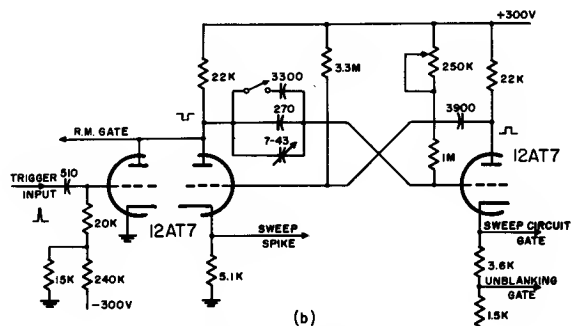 +300V
22K
3300
3.3M
250K
22K
270
3900
7-43
R.M. GATE
12AT7
1M
TRIGGER
INPUT
510
20K
12AT7
SWEEP
SPIKE
SWEEP CIRCUIT
GATE
15K
240K
5.1K
3.6K
UNBLANKING
GATE
-300V
(b)
1.5K